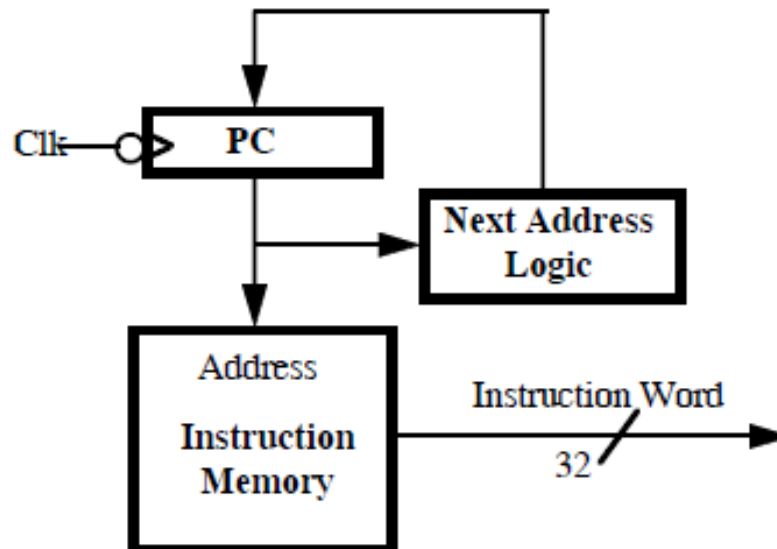 Clk
PC
Next Address
Logic
Address
Instruction
Memory
Instruction Word
32